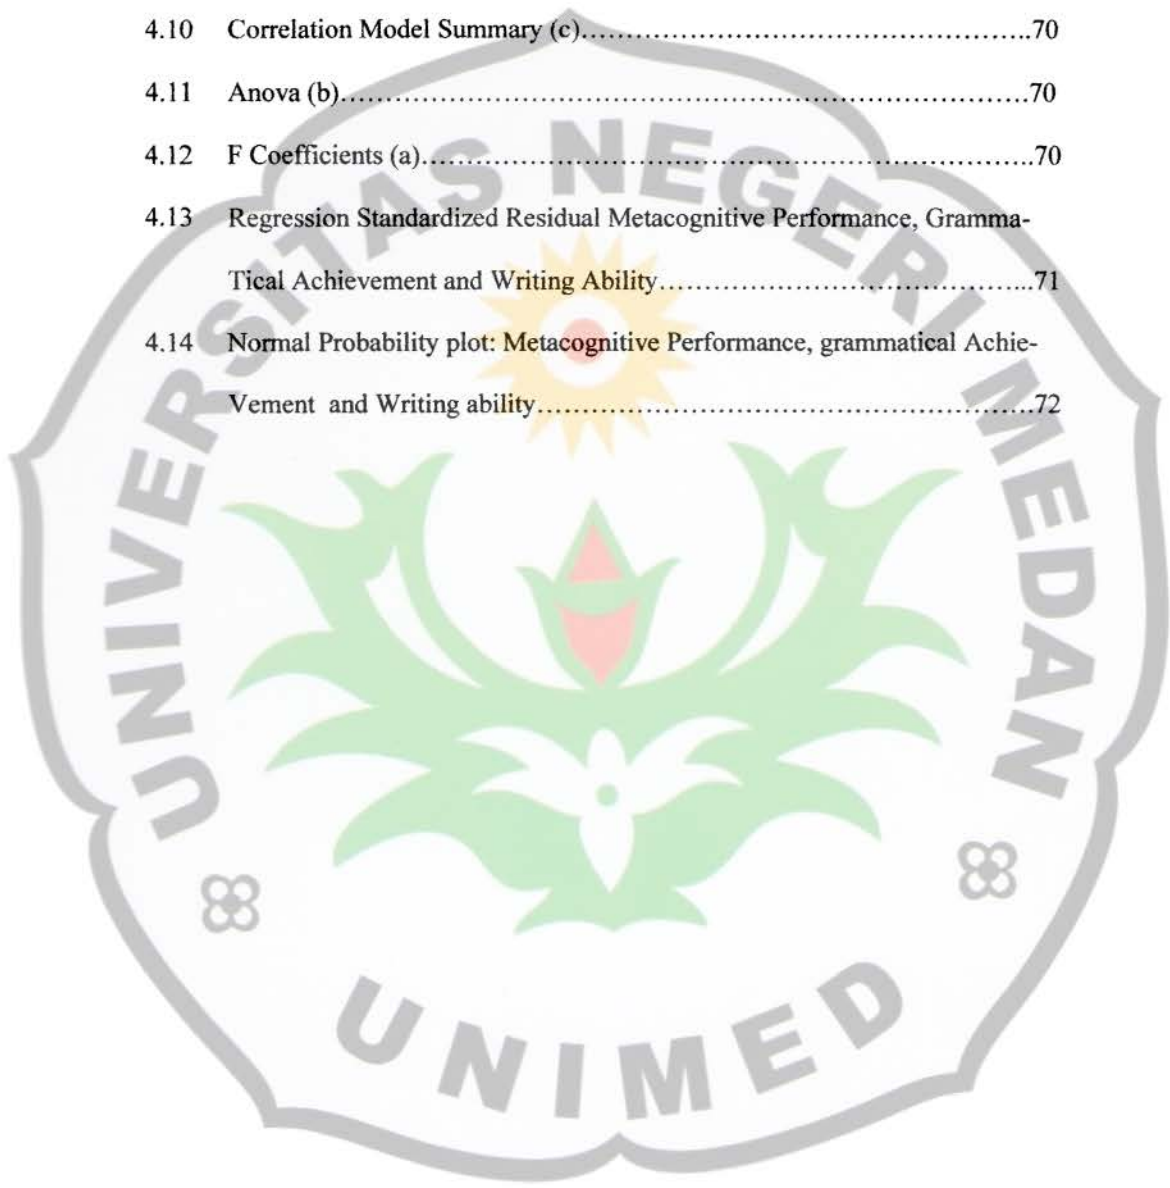 4.10 Correlation Model Summary (c)……………………………………………..70
4.11 Anova (b)………………………………………………………………………70
4.12 F Coefficients (a)………………………………………………………………70
4.13 Regression Standardized Residual Metacognitive Performance, Gramma-
Tical Achievement and Writing Ability……………………………………..71
4.14 Normal Probability plot: Metacognitive Performance, grammatical Achie-
Vement and Writing ability…………………………………………………72
UNIVERSITAS NEGERI MEDAN
UNIMED